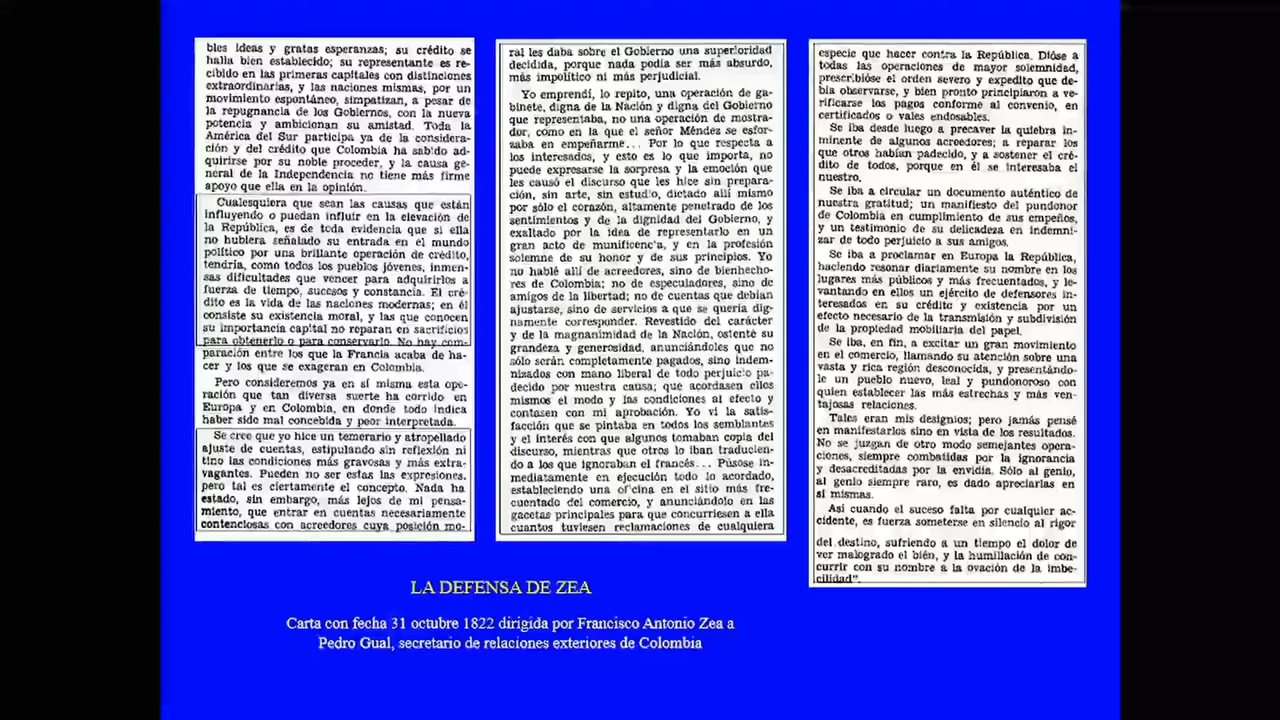 bles ideas y gratas esperanzas; su crédito se
halla bien establecido; su representante es re-
cibido en las primeras capitales con distinciones
extraordinarias, y las naciones mismas, por un
movimiento espontáneo, simpatizan, a pesar de
la repugnancia de los Gobiernos, con la nueva
potencia y ambicionan su amistad. Toda la
América del Sur participa ya de la considera-
ción y del crédito que Colombia ha sabido ad-
quirirse por su noble proceder, y la causa ge-
neral de la Independencia no tiene más firme
apoyo que ella en la opinión.
Cualesquiera que sean las causas que están
influyendo o puedan influir en la elevación de
la República, es de toda evidencia que si ella
no hubiera señalado su entrada en el mundo
político por una brillante operación de crédito,
tendría, como todos los pueblos jóvenes, inmen-
sas dificultades que vencer para adquirirlos a
fuerza de tiempo, sucesos y constancia. El cré-
dito es la vida de las naciones modernas; en él
consiste su existencia moral, y las que conocen
su importancia capital no reparan en sacrificios
para obtenerlo o para conservarlo. No hay com-
paración entre los que la Francia acaba de ha-
cer y los que se exageran en Colombia.
Pero consideremos ya en sí misma esta ope-
ración que tan diversa suerte ha corrido en
Europa y en Colombia, en donde todo indica
haber sido mal concebida y peor interpretada.
Se cree que yo hice un temerario y atropellado
ajuste de cuentas, estipulando sin reflexión ni
tino las condiciones más gravosas y más extra-
vagantes. Pueden no ser estas las expresiones,
pero tal es ciertamente el concepto. Nada ha
estado, sin embargo, más lejos de mi pensa-
miento, que entrar en cuentas necesariamente
contenciosas con acreedores cuya posición mo-
ral les daba sobre el Gobierno una superioridad
decidida, porque nada podía ser más absurdo,
más impolítico ni más perjudicial.
Yo emprendí, lo repito, una operación de ga-
binete, digna de la Nación y digna del Gobierno
que representaba, no una operación de mostra-
dor, como en la que el señor Méndez se esfor-
zaba en empeñarme... Por lo que respecta a
los interesados, y esto es lo que importa, no
puede expresarse la sorpresa y la emoción que
les causó el discurso que les hice sin prepara-
ción, sin arte, sin estudio, dictado allí mismo
por sólo el corazón, altamente penetrado de los
sentimientos y de la dignidad del Gobierno, y
exaltado por la idea de representarlo en un
gran acto de munificencia, y en la profesión
solemne de su honor y de sus principios. Yo
no hablé allí de acreedores, sino de bienhecho-
res de Colombia; no de especuladores, sino de
amigos de la libertad; no de cuentas que debían
ajustarse, sino de servicios a que se quería dig-
namente corresponder. Revestido del carácter
y de la magnanimidad de la Nación, ostenté su
grandeza y generosidad, anunciándoles que no
sólo serán completamente pagados, sino indem-
nizados con mano liberal de todo perjuicio pa-
decido por nuestra causa; que acordasen ellos
mismos el modo y las condiciones al efecto y
contasen con mi aprobación. Yo vi la satis-
facción que se pintaba en todos los semblantes
y el interés con que algunos tomaban copia del
discurso, mientras que otros lo iban traducien-
do a los que ignoraban el francés... Púsose in-
mediatamente en ejecución todo lo acordado,
estableciendo una oficina en el sitio más fre-
cuentado del comercio, y anunciándolo en las
gacetas principales para que concurriesen a ella
cuantos tuviesen reclamaciones de cualquiera
especie que hacer contra la República. Dióse a
todas las operaciones de mayor solemnidad,
prescribióse el orden severo y expedito que de-
bía observarse, y bien pronto principiaron a ve-
rificarse los pagos conforme al convenio, en
certificados o vales endosables.
Se iba desde luego a precaver la quiebra in-
minente de algunos acreedores; a reparar los
que otros habían padecido, y a sostener el cré-
dito de todos, porque en él se interesaba el
nuestro.
Se iba a circular un documento auténtico de
nuestra gratitud; un manifiesto del pundonor
de Colombia en cumplimiento de sus empeños,
y un testimonio de su delicadeza en indemni-
zar de todo perjuicio a sus amigos.
Se iba a proclamar en Europa la República,
haciendo resonar diariamente su nombre en los
lugares más públicos y más frecuentados, y le-
vantando en ellos un ejército de defensores in-
teresados en su crédito y existencia por un
efecto necesario de la transmisión y subdivisión
de la propiedad mobiliaria del papel.
Se iba, en fin, a excitar un gran movimiento
en el comercio, llamando su atención sobre una
vasta y rica región desconocida, y presentándo-
le un pueblo nuevo, leal y pundonoroso con
quien establecer las más estrechas y más ven-
tajosas relaciones.
Tales eran mis designios; pero jamás pensé
en manifestarlos sino en vista de los resultados.
No se juzgan de otro modo semejantes opera-
ciones, siempre combatidas por la ignorancia
y desacreditadas por la envidia. Sólo al genio,
al genio siempre raro, es dado apreciarlas en
sí mismas.
Así cuando el suceso falta por cualquier ac-
cidente, es fuerza someterse en silencio al rigor
del destino, sufriendo a un tiempo el dolor de
ver malogrado el bien, y la humillación de con-
currir con su nombre a la ovación de la imbe-
cilidad".
LA DEFENSA DE ZEA
Carta con fecha 31 octubre 1822 dirigida por Francisco Antonio Zea a
Pedro Gual, secretario de relaciones exteriores de Colombia